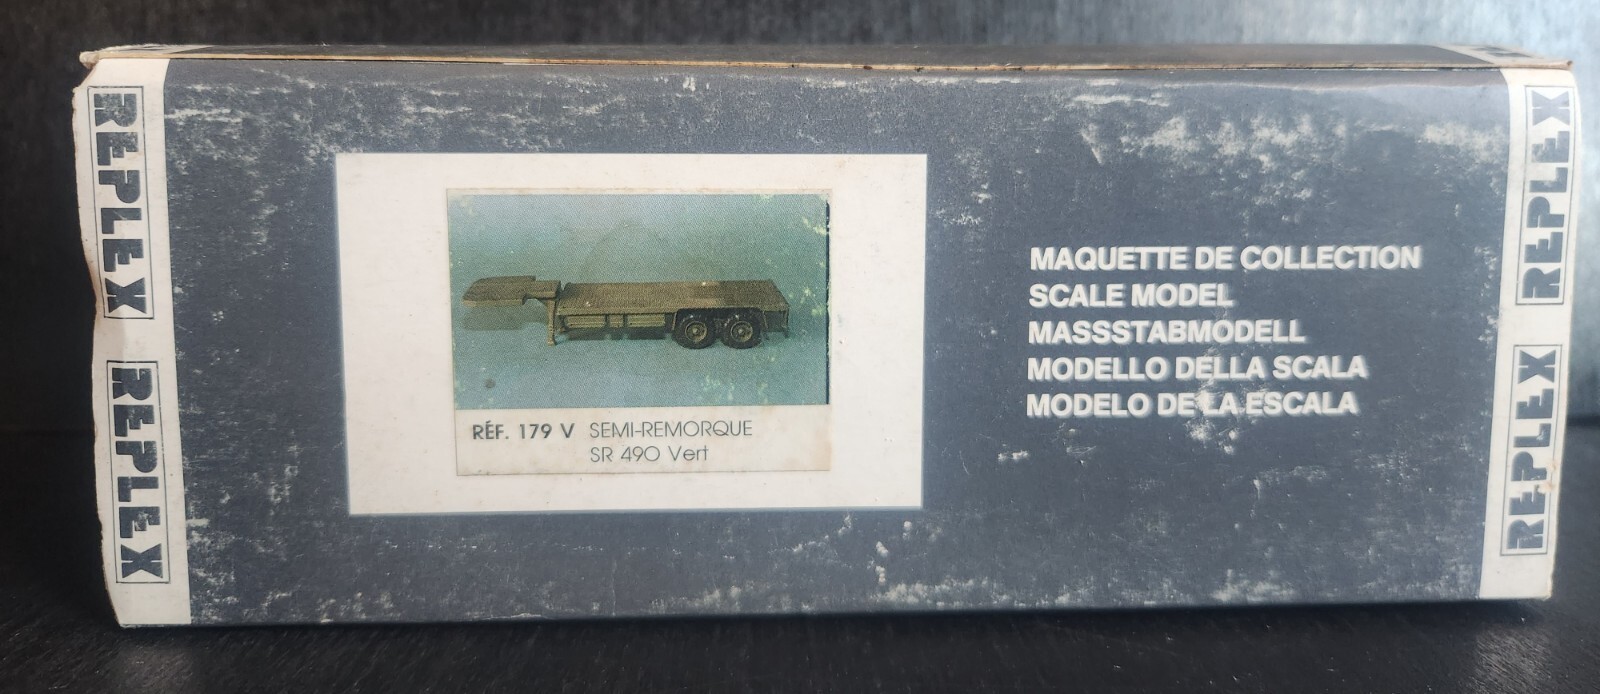 REPLEX
REPLEX
RÉF. 179 V SEMI-REMORQUE
SR 490 Vert
MAQUETTE DE COLLECTION
SCALE MODEL
MASSSTABMODELL
MODELLO DELLA SCALA
MODELO DE LA ESCALA
REPLEX
REPLEX